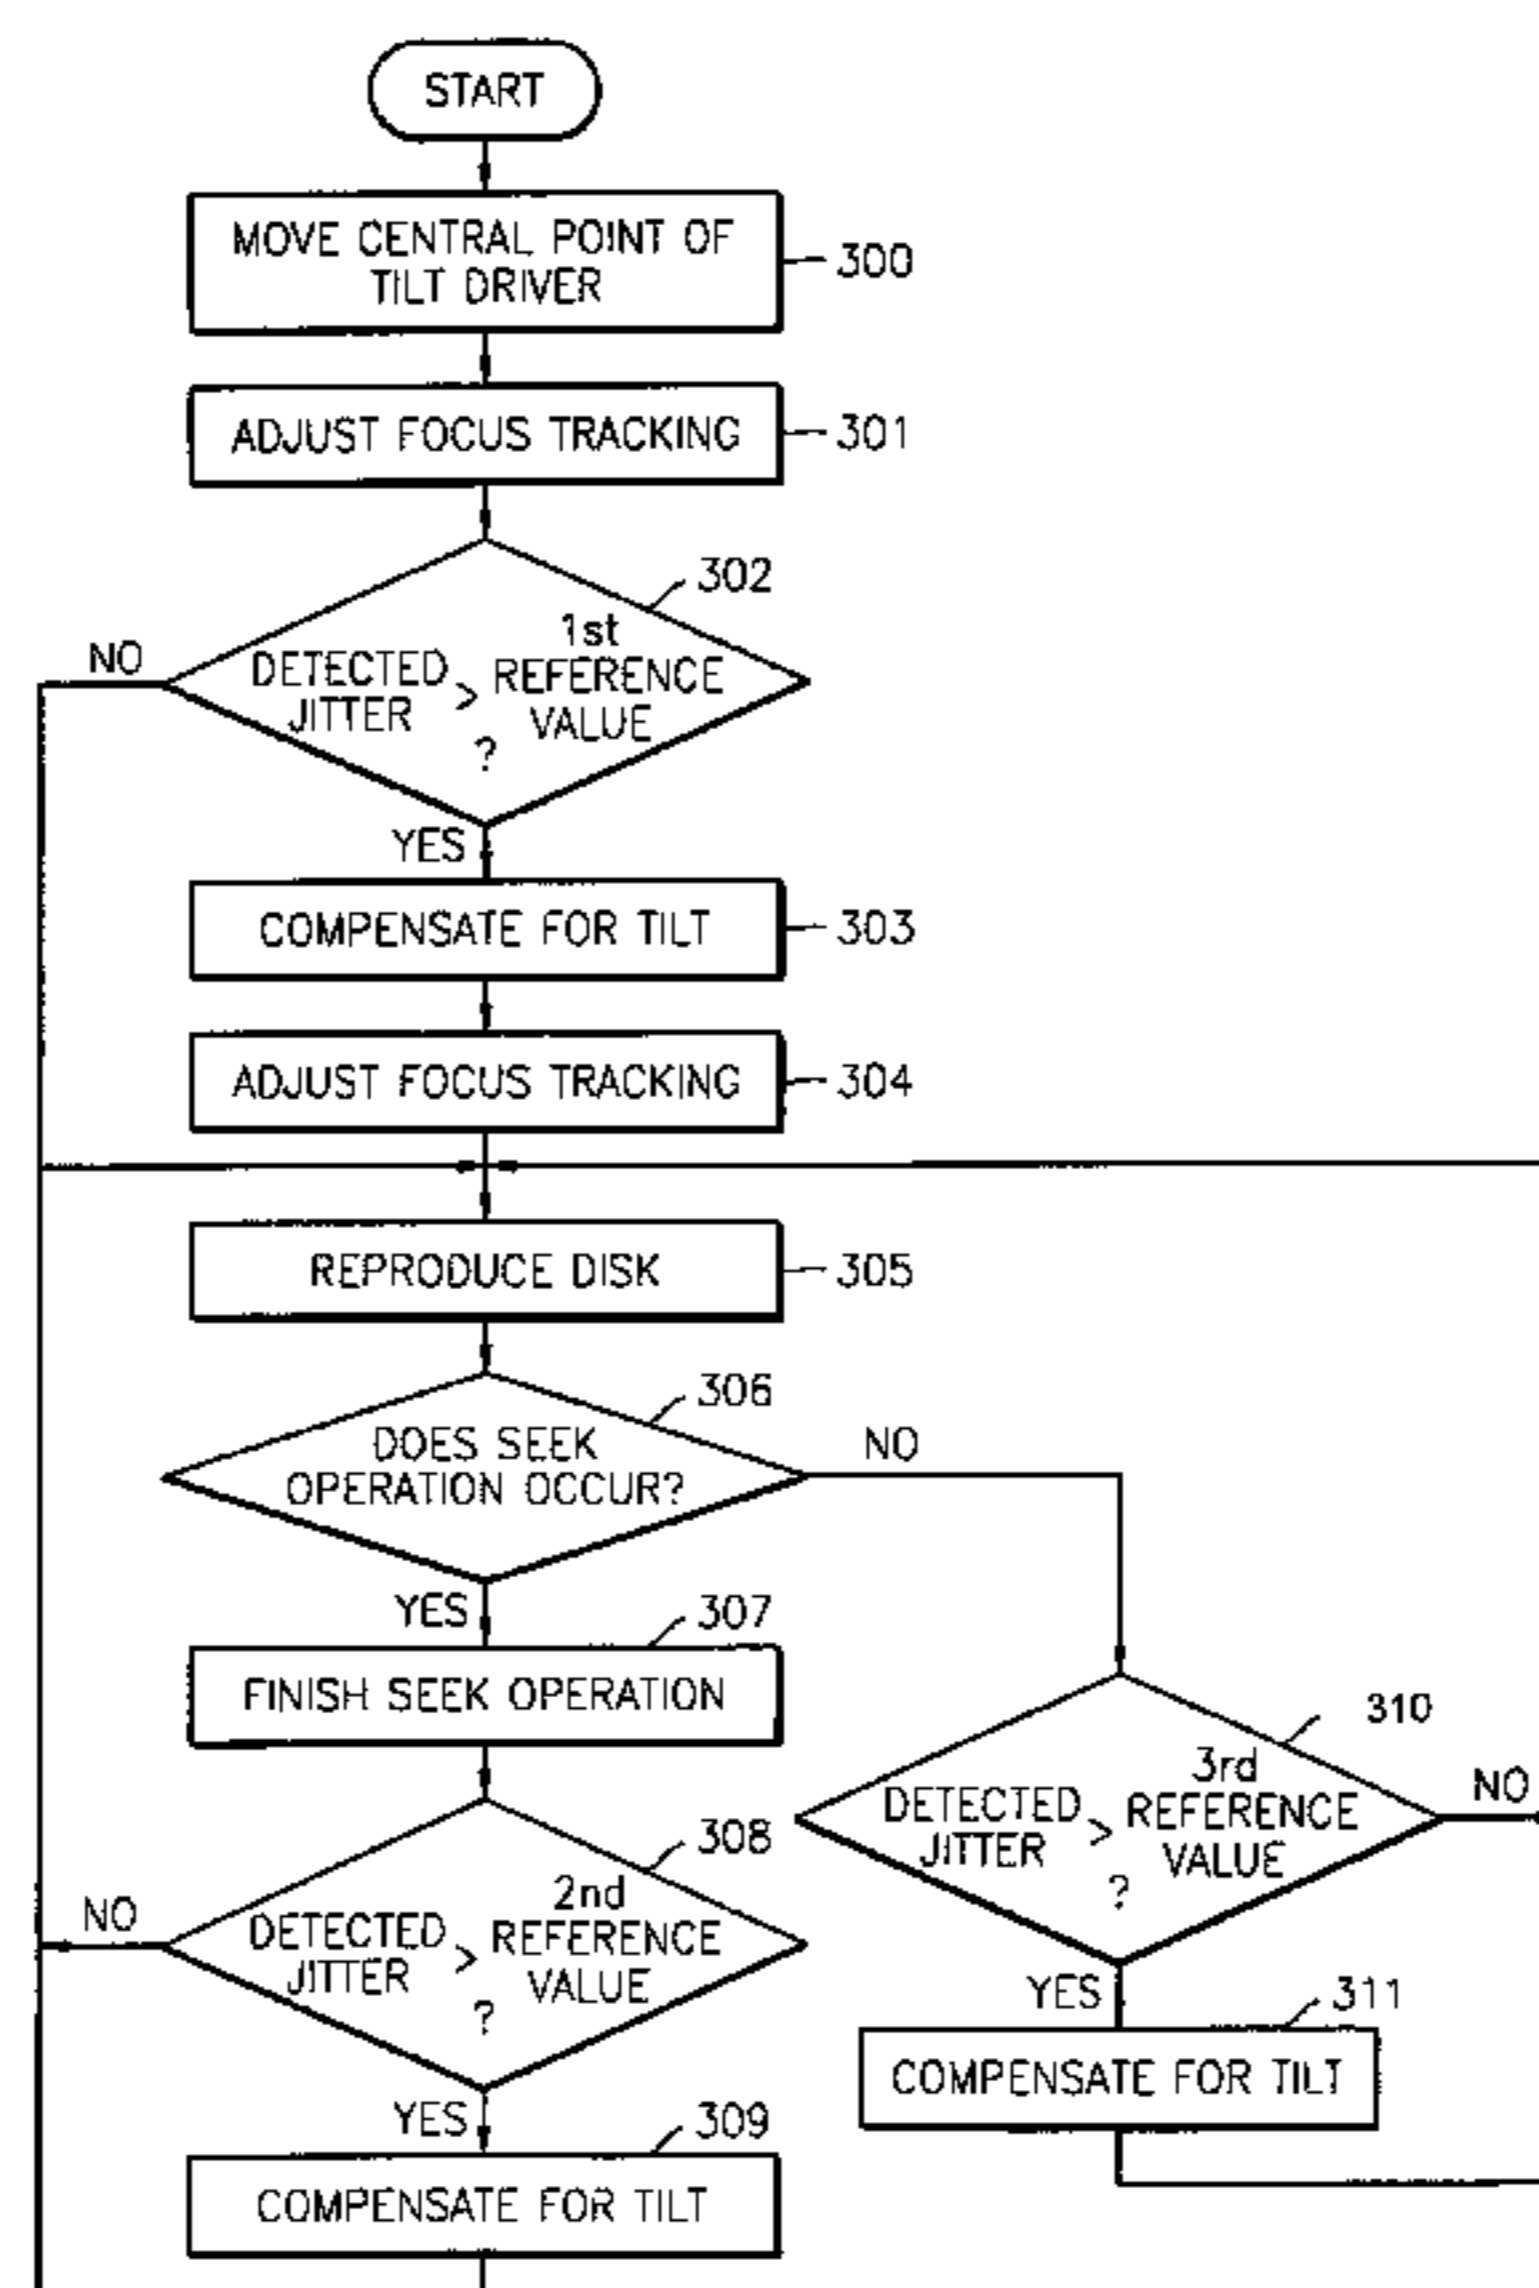 START
MOVE CENTRAL POINT OF
TILT DRIVER
300
ADJUST FOCUS TRACKING
301
302
NO
DETECTED
JITTER
>
1st
REFERENCE
VALUE
?
YES
COMPENSATE FOR TILT
303
ADJUST FOCUS TRACKING
304
REPRODUCE DISK
305
306
DOES SEEK
OPERATION OCCUR?
NO
YES
307
FINISH SEEK OPERATION
308
NO
DETECTED
JITTER
>
2nd
REFERENCE
VALUE
?
YES
309
COMPENSATE FOR TILT
310
DETECTED
JITTER
>
3rd
REFERENCE
VALUE
?
NO
YES
311
COMPENSATE FOR TILT